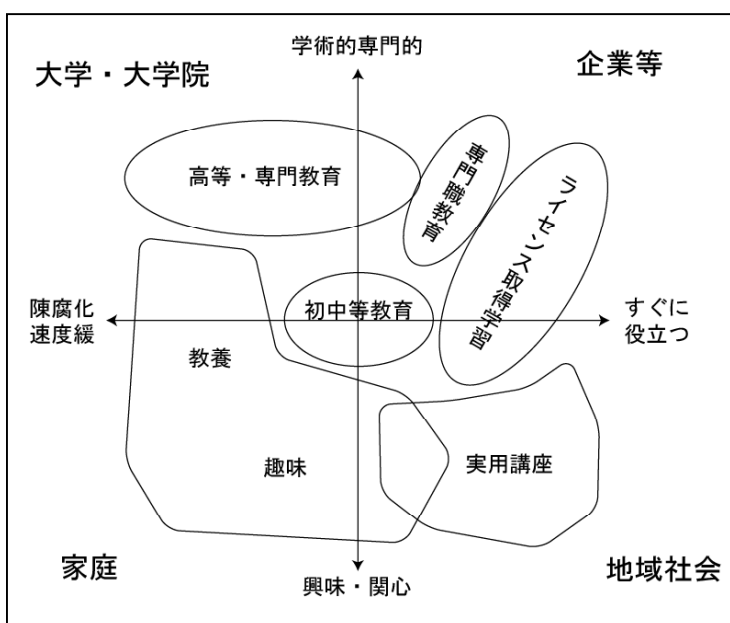 学術的専門的
大学・大学院
企業等
高等・専門教育
専門職教育
ライセンス取得学習
初中等教育
陳腐化
速度緩
すぐに
役立つ
教養
趣味
実用講座
家庭
地域社会
興味・関心